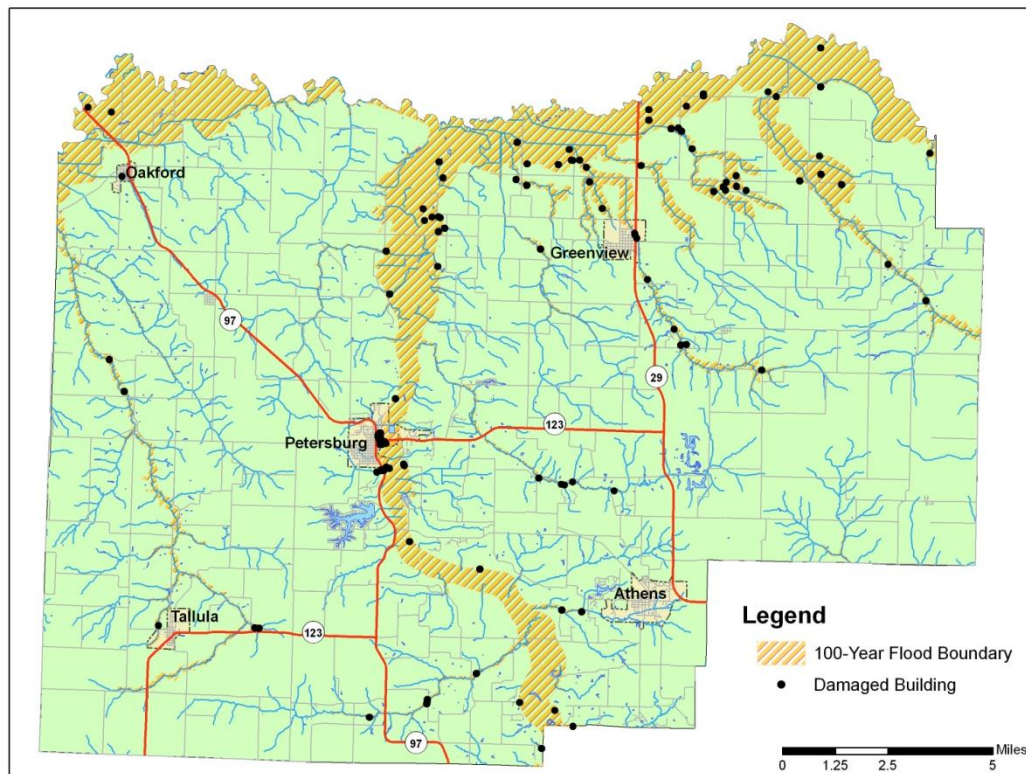 Oakford
Greenview
97
29
Petersburg
123
Athens
Tallula
123
97
Legend
100-Year Flood Boundary
Damaged Building
Miles
0 1.25 2.5 5